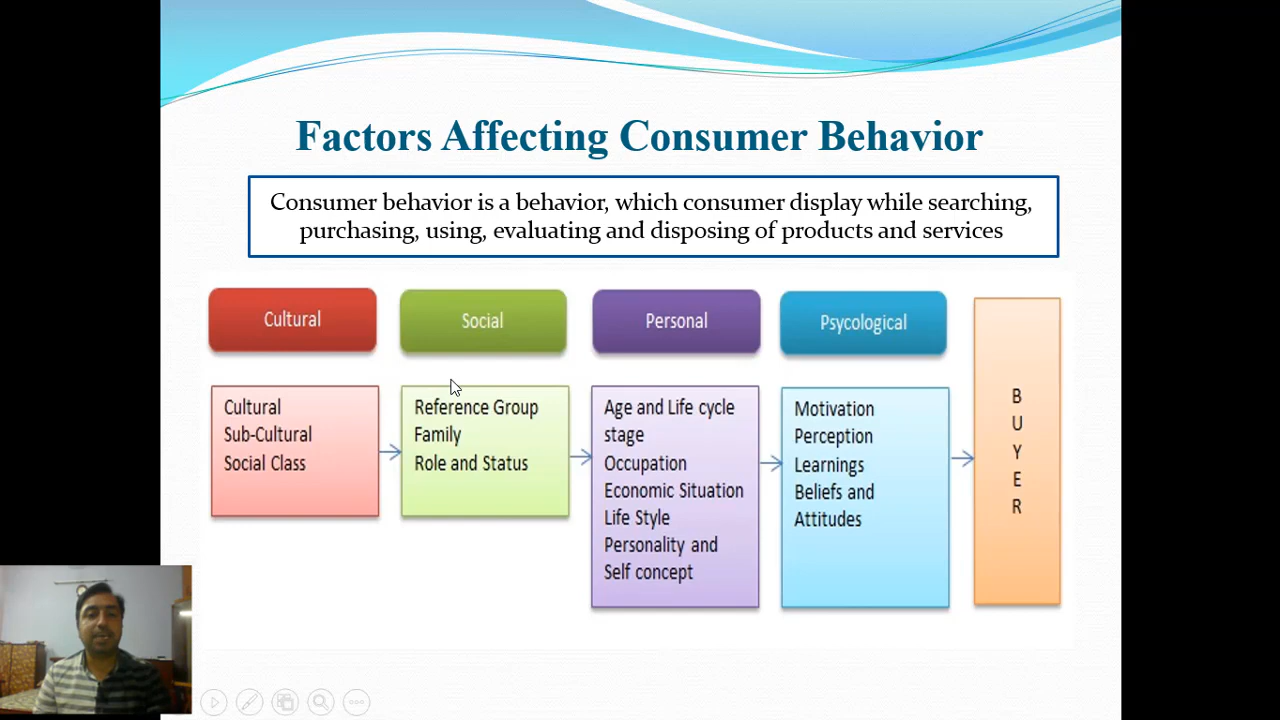 Factors Affecting Consumer Behavior
Consumer behavior is a behavior, which consumer display while searching,
purchasing, using, evaluating and disposing of products and services
Cultural
Social
Personal
Psycological
Cultural
Sub-Cultural
Social Class
Reference Group
Family
Role and Status
Age and Life cycle
stage
Occupation
Economic Situation
Life Style
Personality and
Self concept
Motivation
Perception
Learnings
Beliefs and
Attitudes
B
U
Y
E
R